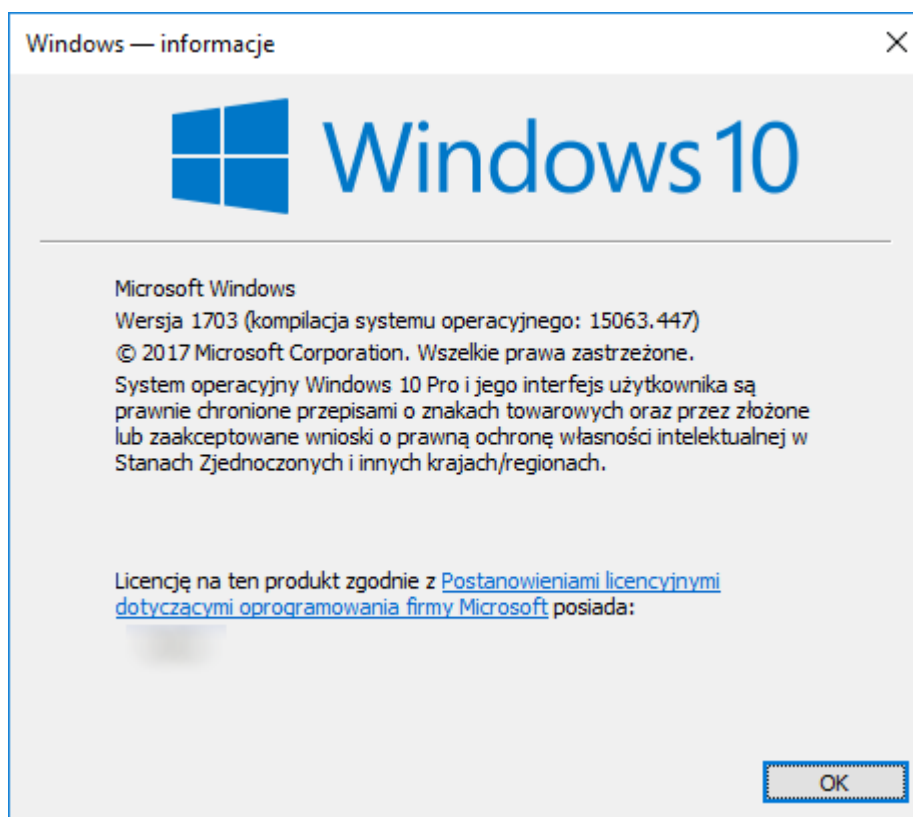 Windows — informacje
Windows 10
Microsoft Windows
Wersja 1703 (kompilacja systemu operacyjnego: 15063.447)
© 2017 Microsoft Corporation. Wszelkie prawa zastrzeżone.
System operacyjny Windows 10 Pro i jego interfejs użytkownika są
prawnie chronione przepisami o znakach towarowych oraz przez złożone
lub zaakceptowane wnioski o prawną ochronę własności intelektualnej w
Stanach Zjednoczonych i innych krajach/regionach.
Licencję na ten produkt zgodnie z Postanowieniami licencyjnymi
dotyczącymi oprogramowania firmy Microsoft posiada:
OK